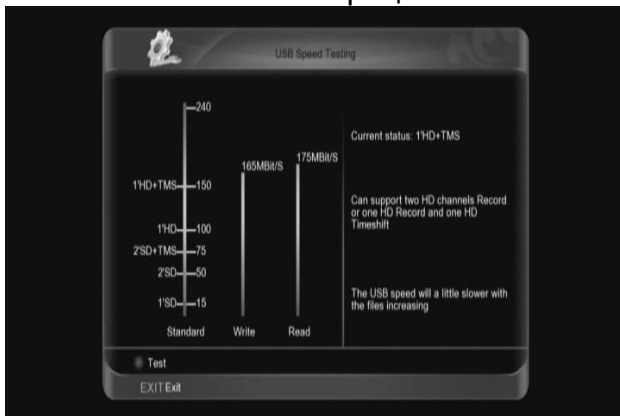 USB Speed Testing
240
1'HD+TMS 150
1'HD 100
2'SD+TMS 75
2'SD 50
1'SD 15
Standard
165MBit/S
Write
175MBit/S
Read
Current status: 1'HD+TMS
Can support two HD channels Record
or one HD Record and one HD
Timeshift
The USB speed will a little slower with
the files increasing
Test
EXIT Exit